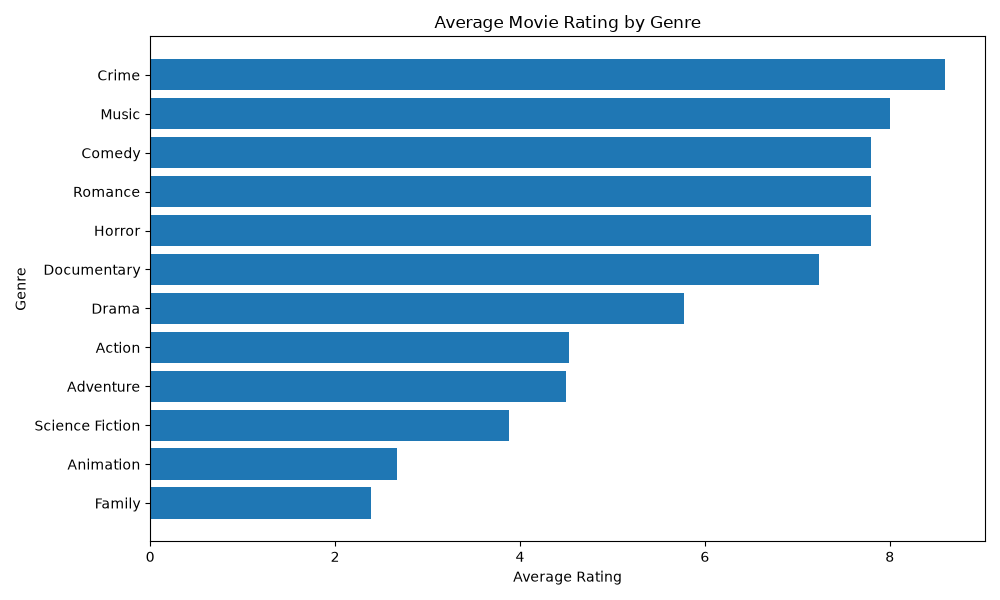 Average Movie Rating by Genre
Genre
Crime
Music
Comedy
Romance
Horror
Documentary
Drama
Action
Adventure
Science Fiction
Animation
Family
0 2 4 6 8
Average Rating